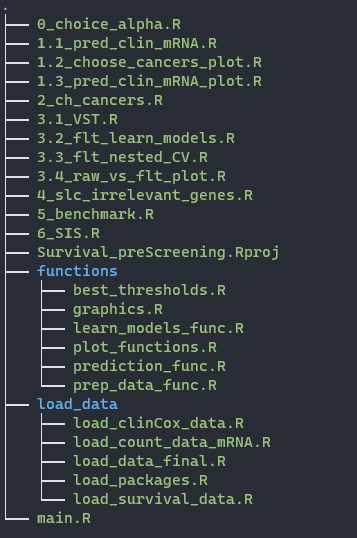 .
0_choice_alpha.R
1.1_pred_clin_mRNA.R
1.2_choose_cancers_plot.R
1.3_pred_clin_mRNA_plot.R
2_ch_cancers.R
3.1_VST.R
3.2_flt_learn_models.R
3.3_flt_nested_CV.R
3.4_raw_vs_flt_plot.R
4_slc_irrelevant_genes.R
5_benchmark.R
6_SIS.R
Survival_preScreening.Rproj
functions
best_thresholds.R
graphics.R
learn_models_func.R
plot_functions.R
prediction_func.R
prep_data_func.R
load_data
load_clinCox_data.R
load_count_data_mRNA.R
load_data_final.R
load_packages.R
load_survival_data.R
main.R